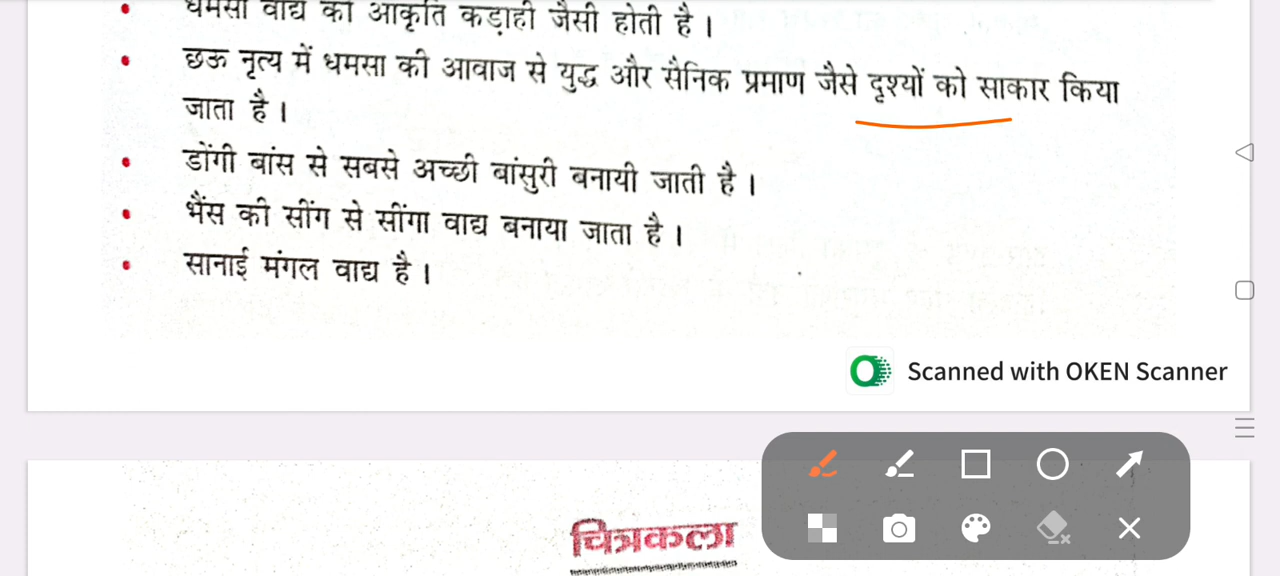 धमसा वाद्य की आकृति कड़ाही जैसी होती है ।
छऊ नृत्य में धमसा की आवाज से युद्ध और सैनिक प्रमाण जैसे दृश्यों को साकार किया
जाता है ।
डोंगी बांस से सबसे अच्छी बांसुरी बनायी जाती है ।
भैंस की सींग से सींगा वाद्य बनाया जाता है ।
सानाई मंगल वाद्य है ।
Scanned with OKEN Scanner
चित्रकला